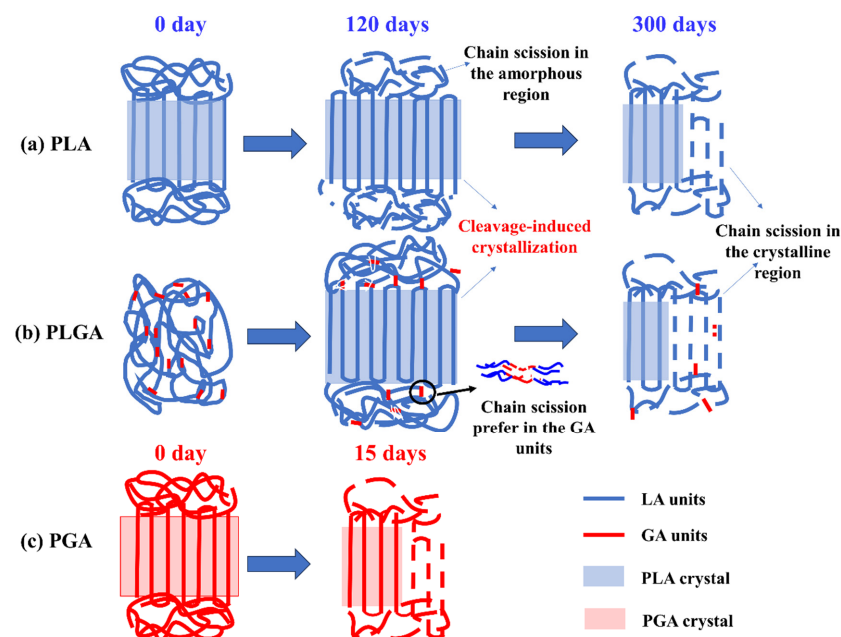 0 day
120 days
300 days
Chain scission in
the amorphous
region
(a) PLA
Cleavage-induced
crystallization
Chain scission in
the crystalline
region
(b) PLGA
Chain scission
prefer in the GA
units
0 day
15 days
(c) PGA
LA units
GA units
PLA crystal
PGA crystal